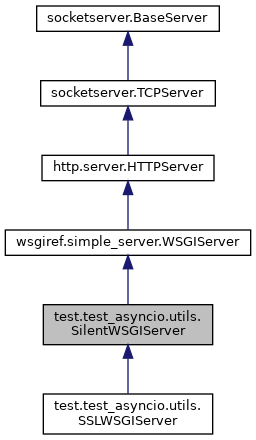 socketserver.BaseServer
socketserver.TCPServer
http.server.HTTPServer
wsgiref.simple_server.WSGIServer
test.test_asyncio.utils.
SilentWSGIServer
test.test_asyncio.utils.
SSLWSGIServer